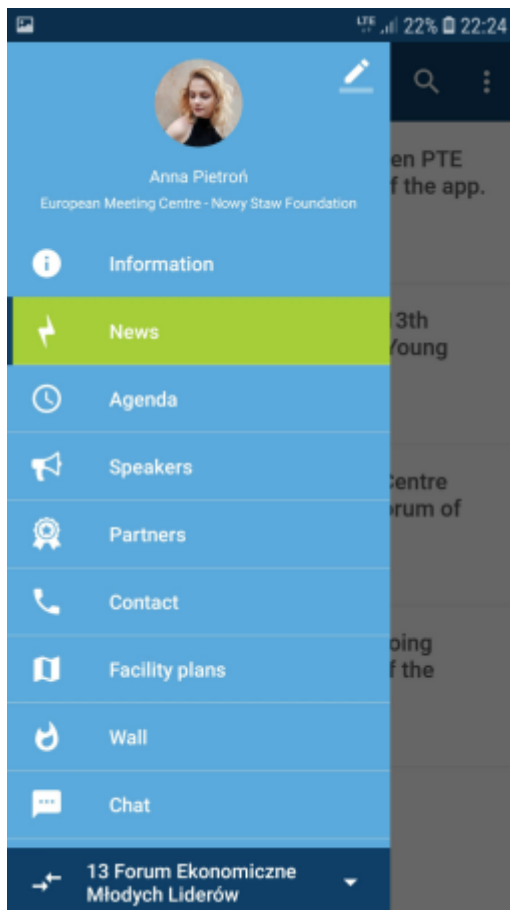 LTE 22% 22:24
Anna Pietroń
European Meeting Centre - Nowy Staw Foundation
Information
News
Agenda
Speakers
Partners
Contact
Facility plans
Wall
Chat
13 Forum Ekonomiczne
Młodych Liderów
en PTE
f the app.
13th
Young
Centre
orum of
oing
f the